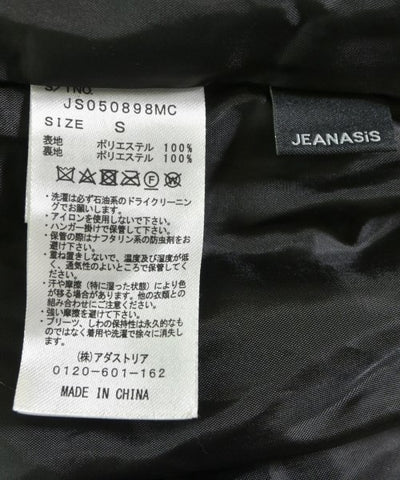 S/T NO.
JS050898MC
SIZE S
表地 ポリエステル 100%
裏地 ポリエステル 100%
・洗濯は必ず石油系のドライクリーニン
グでお願いします。
・アイロンを使用しないで下さい。
・ハンガー掛けで保管して下さい。
・保管の際はナフタリン系の防虫剤をお
避け下さい。
・重ね置きしないで、温度及び湿度が低
く、通気性のよいところで保管してく
ださい。
・汗や摩擦（特に湿った状態）により色
が移る場合が有ります。他の衣類との
組み合わせにご注意ください。
・強い摩擦を避けて下さい。
・プリーツ、しわの保持性は永久的なも
のではなく着用や洗濯で徐々に消失し
ます。
(株)アダストリア
0120-601-162
MADE IN CHINA
JEANASiS